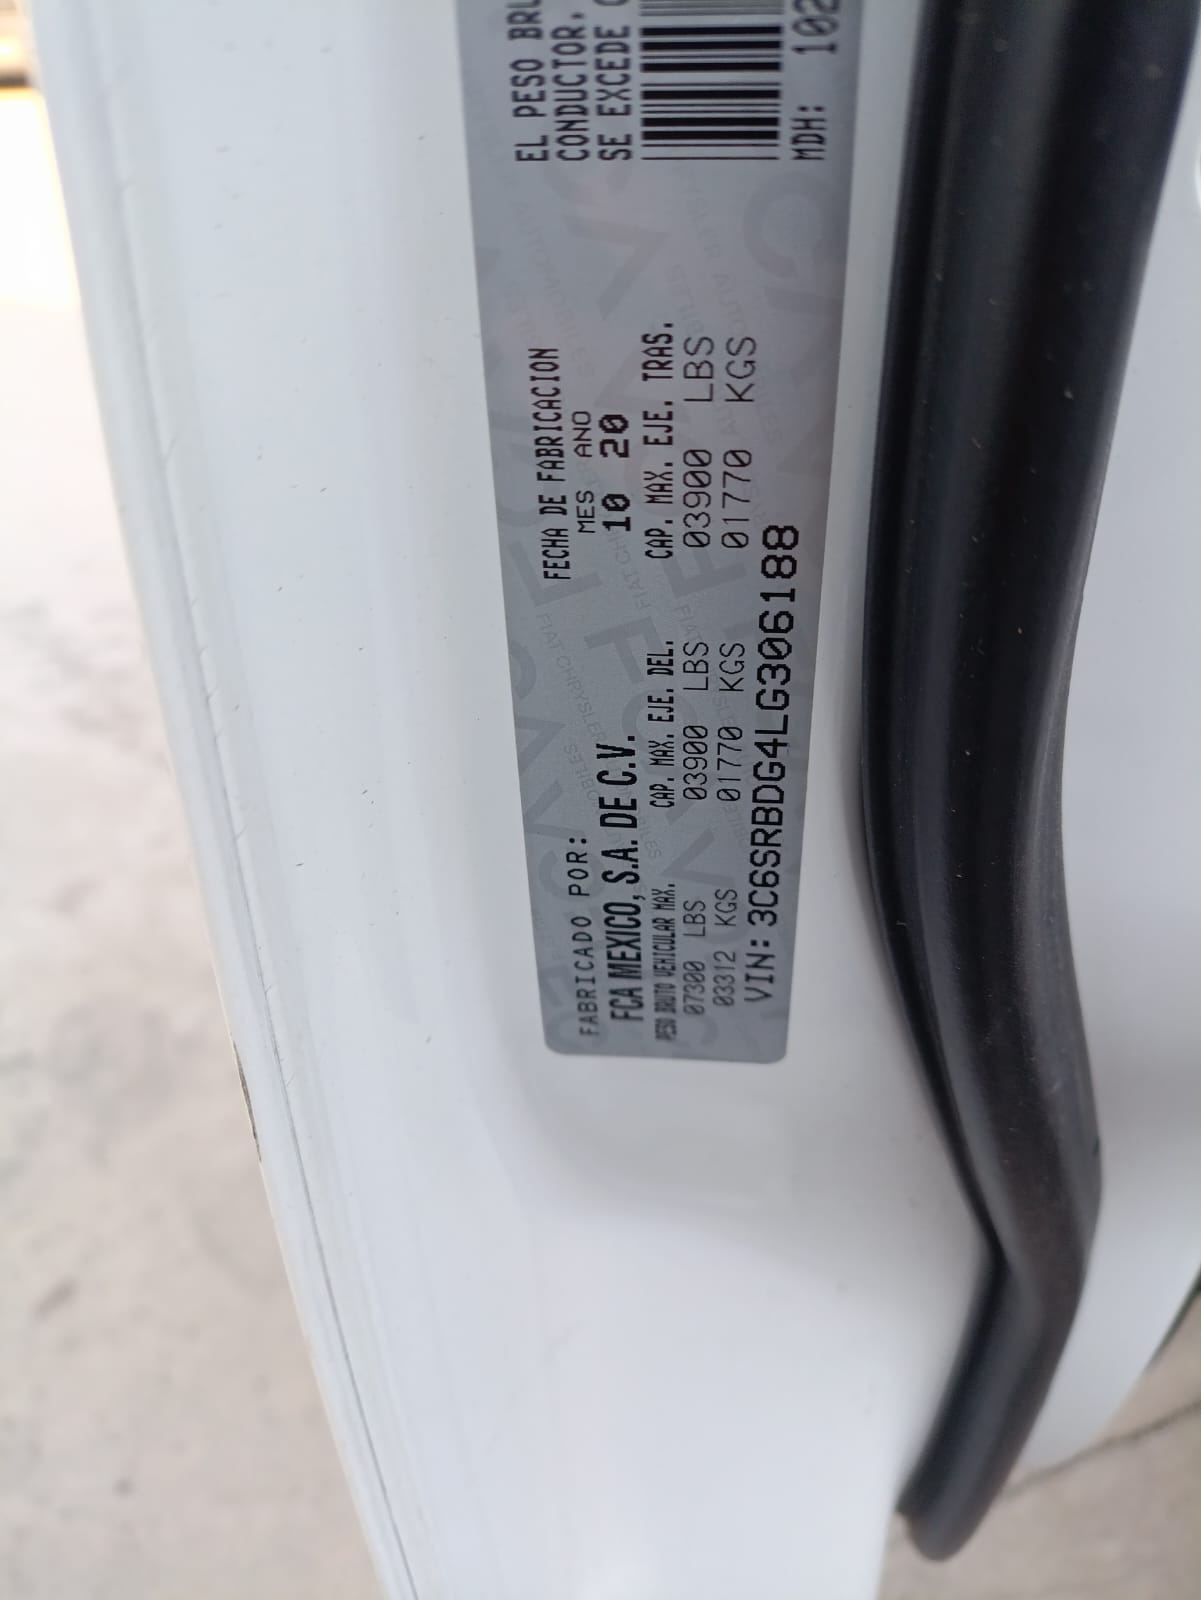 FABRICADO POR:
FCA MEXICO, S.A. DE C.V.
FECHA DE FABRICACION
MES ANO
10 20
PESO BRUTO VEHICULAR MAX.
07300 LBS
03312 KGS
CAP. MAX. EJE. DEL.
03900 LBS
01770 KGS
CAP. MAX. EJE. TRAS.
03900 LBS
01770 KGS
VIN: 3C6SRBDG4LG306188
EL PESO
CONDUCTOR.
SE EXCEDE
MDH: 102